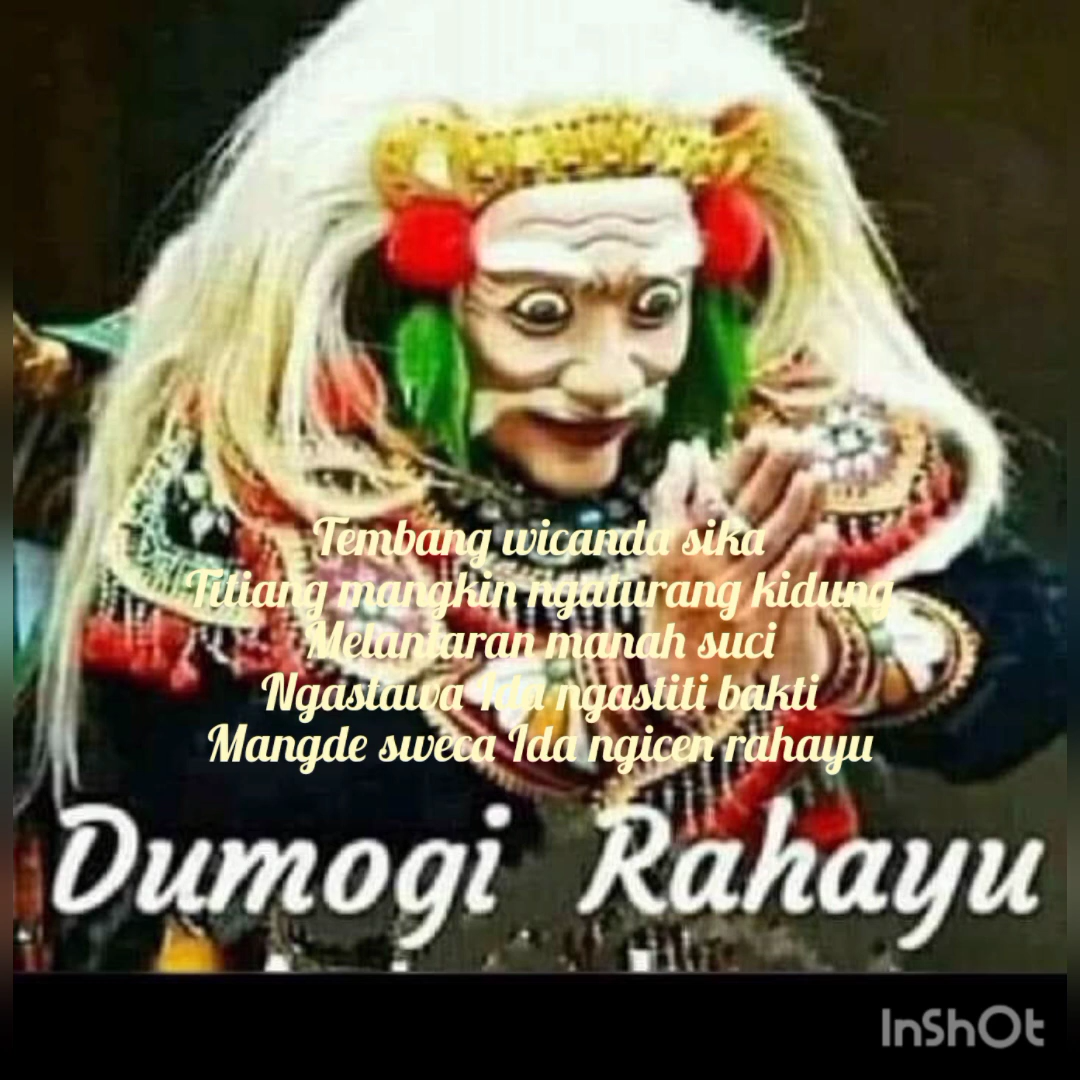 Tembang wicanda sika
Titiang mangkin ngaturang kidung
Melantaran manah suci
Ngastawa Ida ngastiti bakti
Mangde sweca Ida ngicen rahayu
Dumogi Rahayu
InShOt